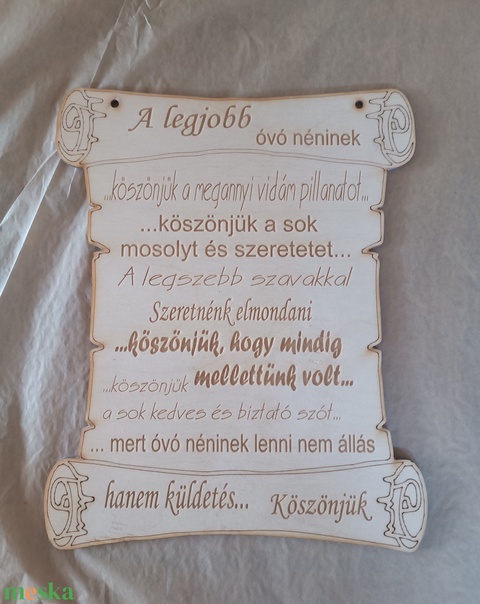 A legjobb
óvó néninek
...köszönjük a megannyi vidám pillanatot...
...köszönjük a sok
mosolyt és szeretetet...
A legszebb szavakkal
Szeretnénk elmondani
...köszönjük, hogy mindig
mellettünk volt...
...köszönjük
a sok kedves és biztató szót...
... mert óvó néninek lenni nem állás
hanem küldetés... Köszönjük
meska